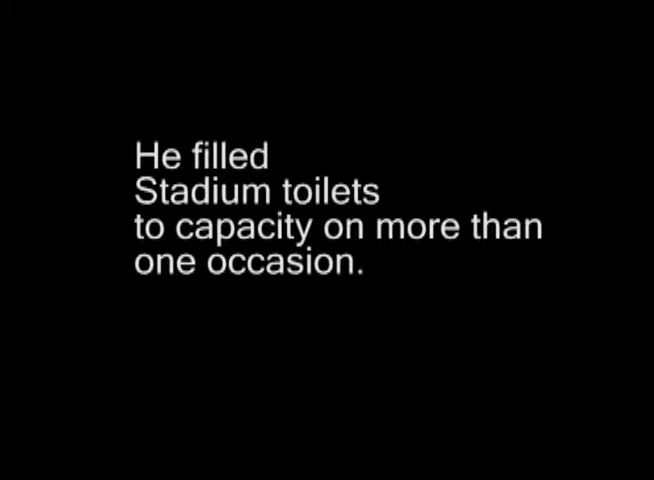 He filled
Stadium toilets
to capacity on more than
one occasion.